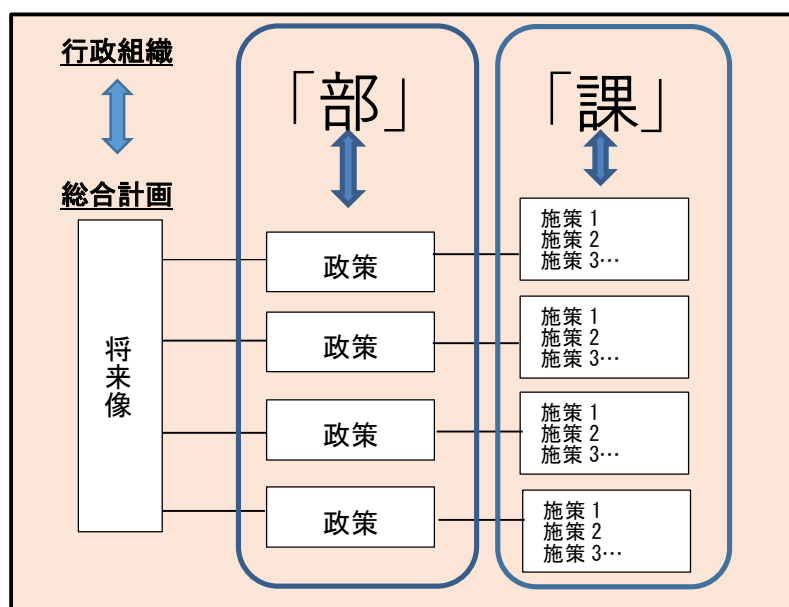 行政組織
「部」
「課」
総合計画
将来像
政策
施策 1
施策 2
施策 3…
政策
施策 1
施策 2
施策 3…
政策
施策 1
施策 2
施策 3…
政策
施策 1
施策 2
施策 3…